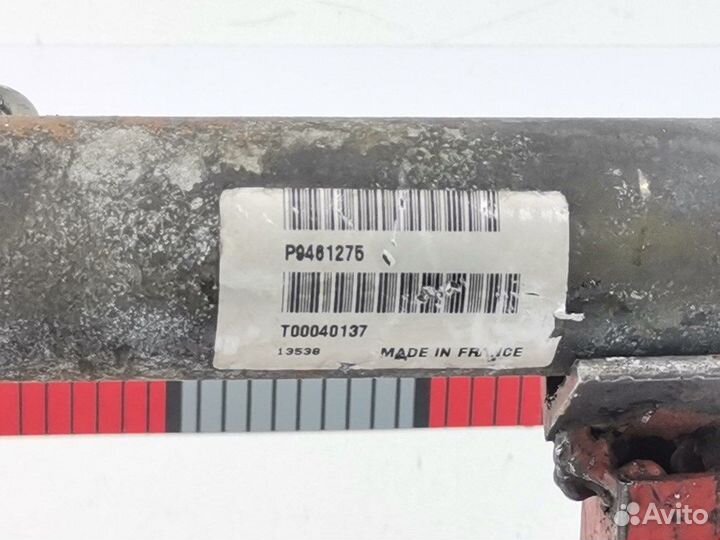 P9461275
T00040137
13538 MADE IN FRANCE
Avito